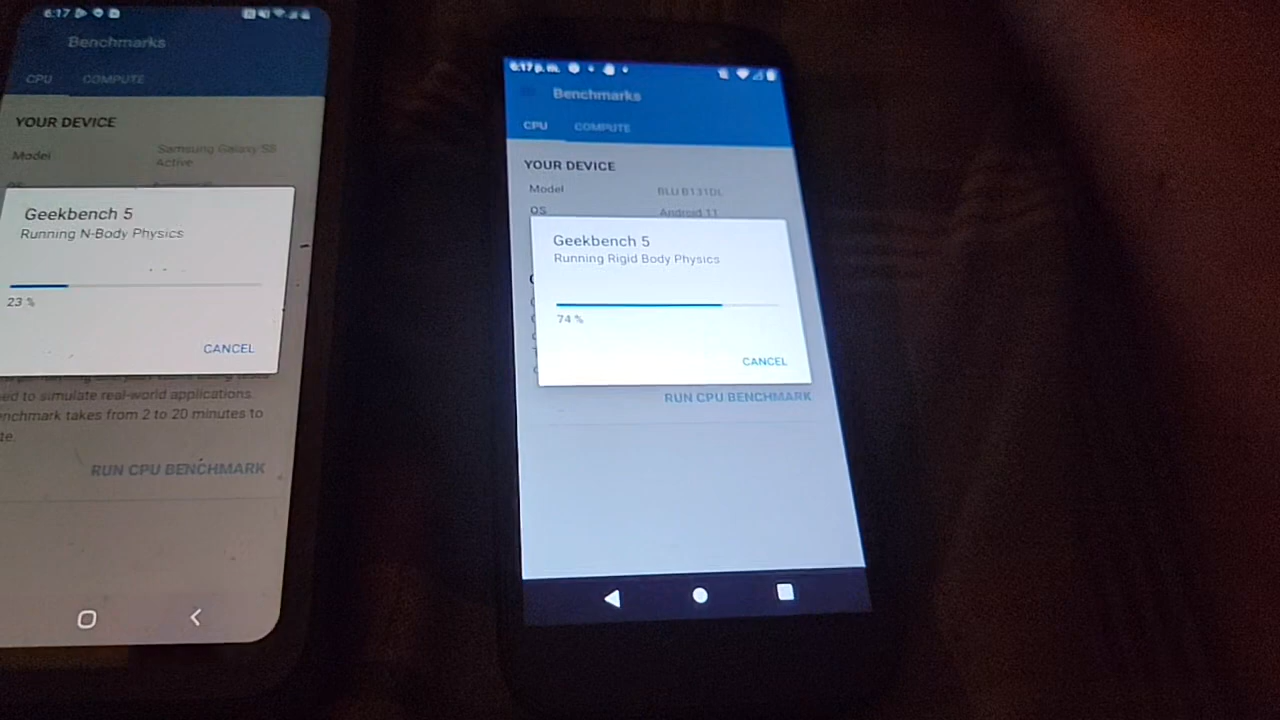 6:17
Benchmarks
CPU COMPUTE
YOUR DEVICE
Model Samsung Galaxy S8
Active
Geekbench 5
Running N-Body Physics
23 %
CANCEL
ed to simulate real-world applications.
nchmark takes from 2 to 20 minutes to
te.
RUN CPU BENCHMARK
6:17 p. m.
Benchmarks
CPU COMPUTE
YOUR DEVICE
Model BLU B131DL
OS Android 11
Geekbench 5
Running Rigid Body Physics
74 %
CANCEL
RUN CPU BENCHMARK